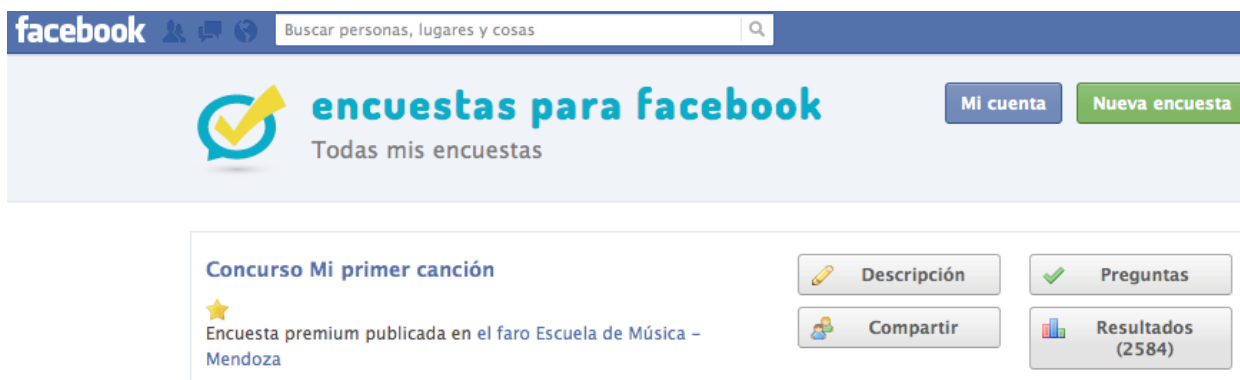 facebook
Buscar personas, lugares y cosas
encuestas para facebook
Todas mis encuestas
Mi cuenta
Nueva encuesta
Concurso Mi primer canción
Encuesta premium publicada en el faro Escuela de Música –
Mendoza
Descripción
Preguntas
Compartir
Resultados
(2584)